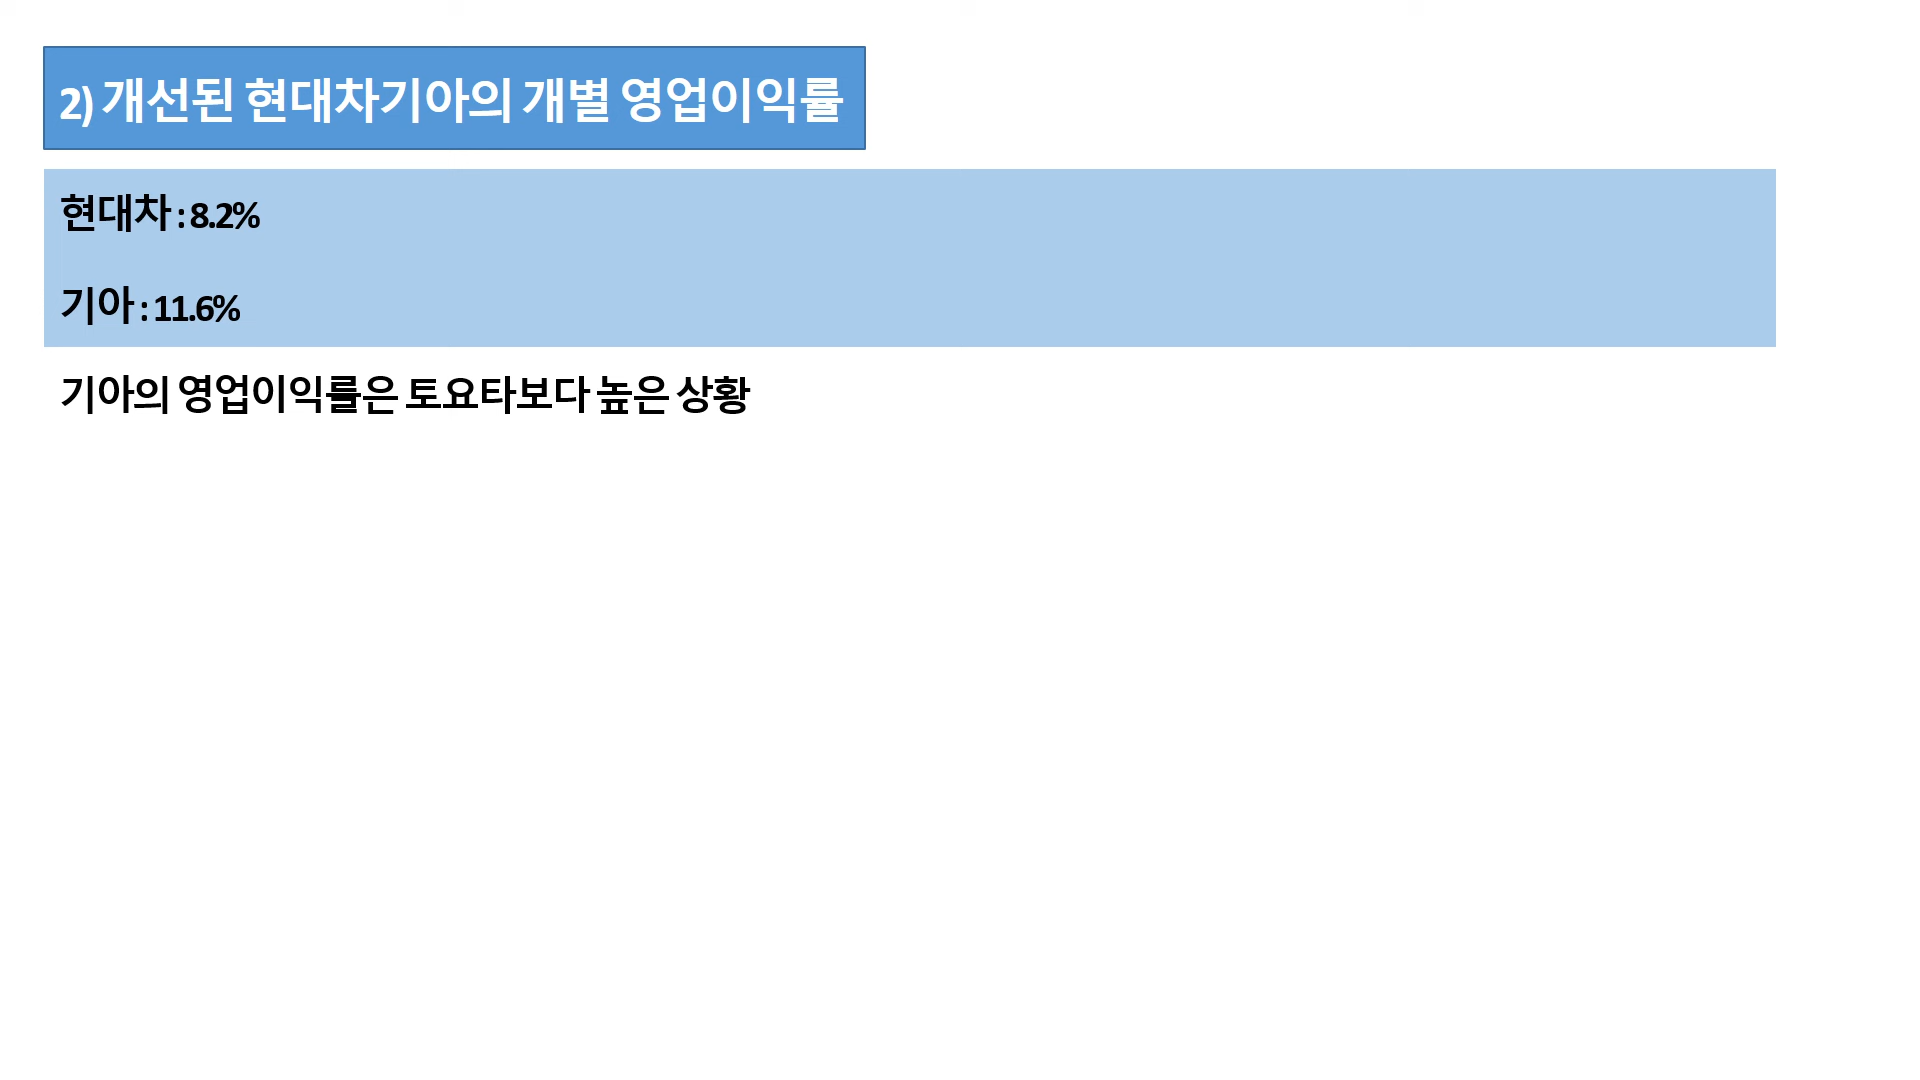 2) 개선된 현대차기아의 개별 영업이익률
현대차 : 8.2%
기아 : 11.6%
기아의 영업이익률은 토요타보다 높은 상황